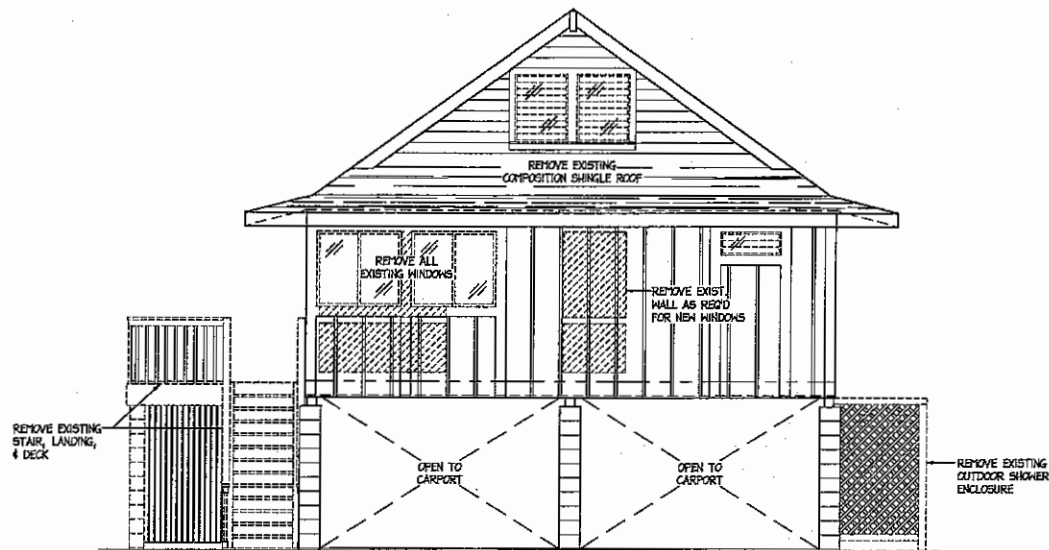 REMOVE EXISTING
COMPOSITION SHINGLE ROOF
REMOVE ALL
EXISTING WINDOWS
REMOVE EXIST.
WALL AS REQ'D
FOR NEW WINDOWS
REMOVE EXISTING
STAIR, LANDING,
& DECK
OPEN TO
CARPORT
OPEN TO
CARPORT
REMOVE EXISTING
OUTDOOR SHOWER
ENCLOSURE